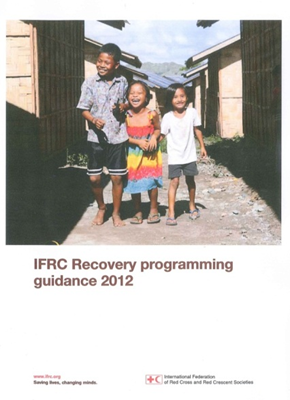 IFRC Recovery programming
guidance 2012
www.ifrc.org
Saving lives, changing minds.
International Federation
of Red Cross and Red Crescent Societies